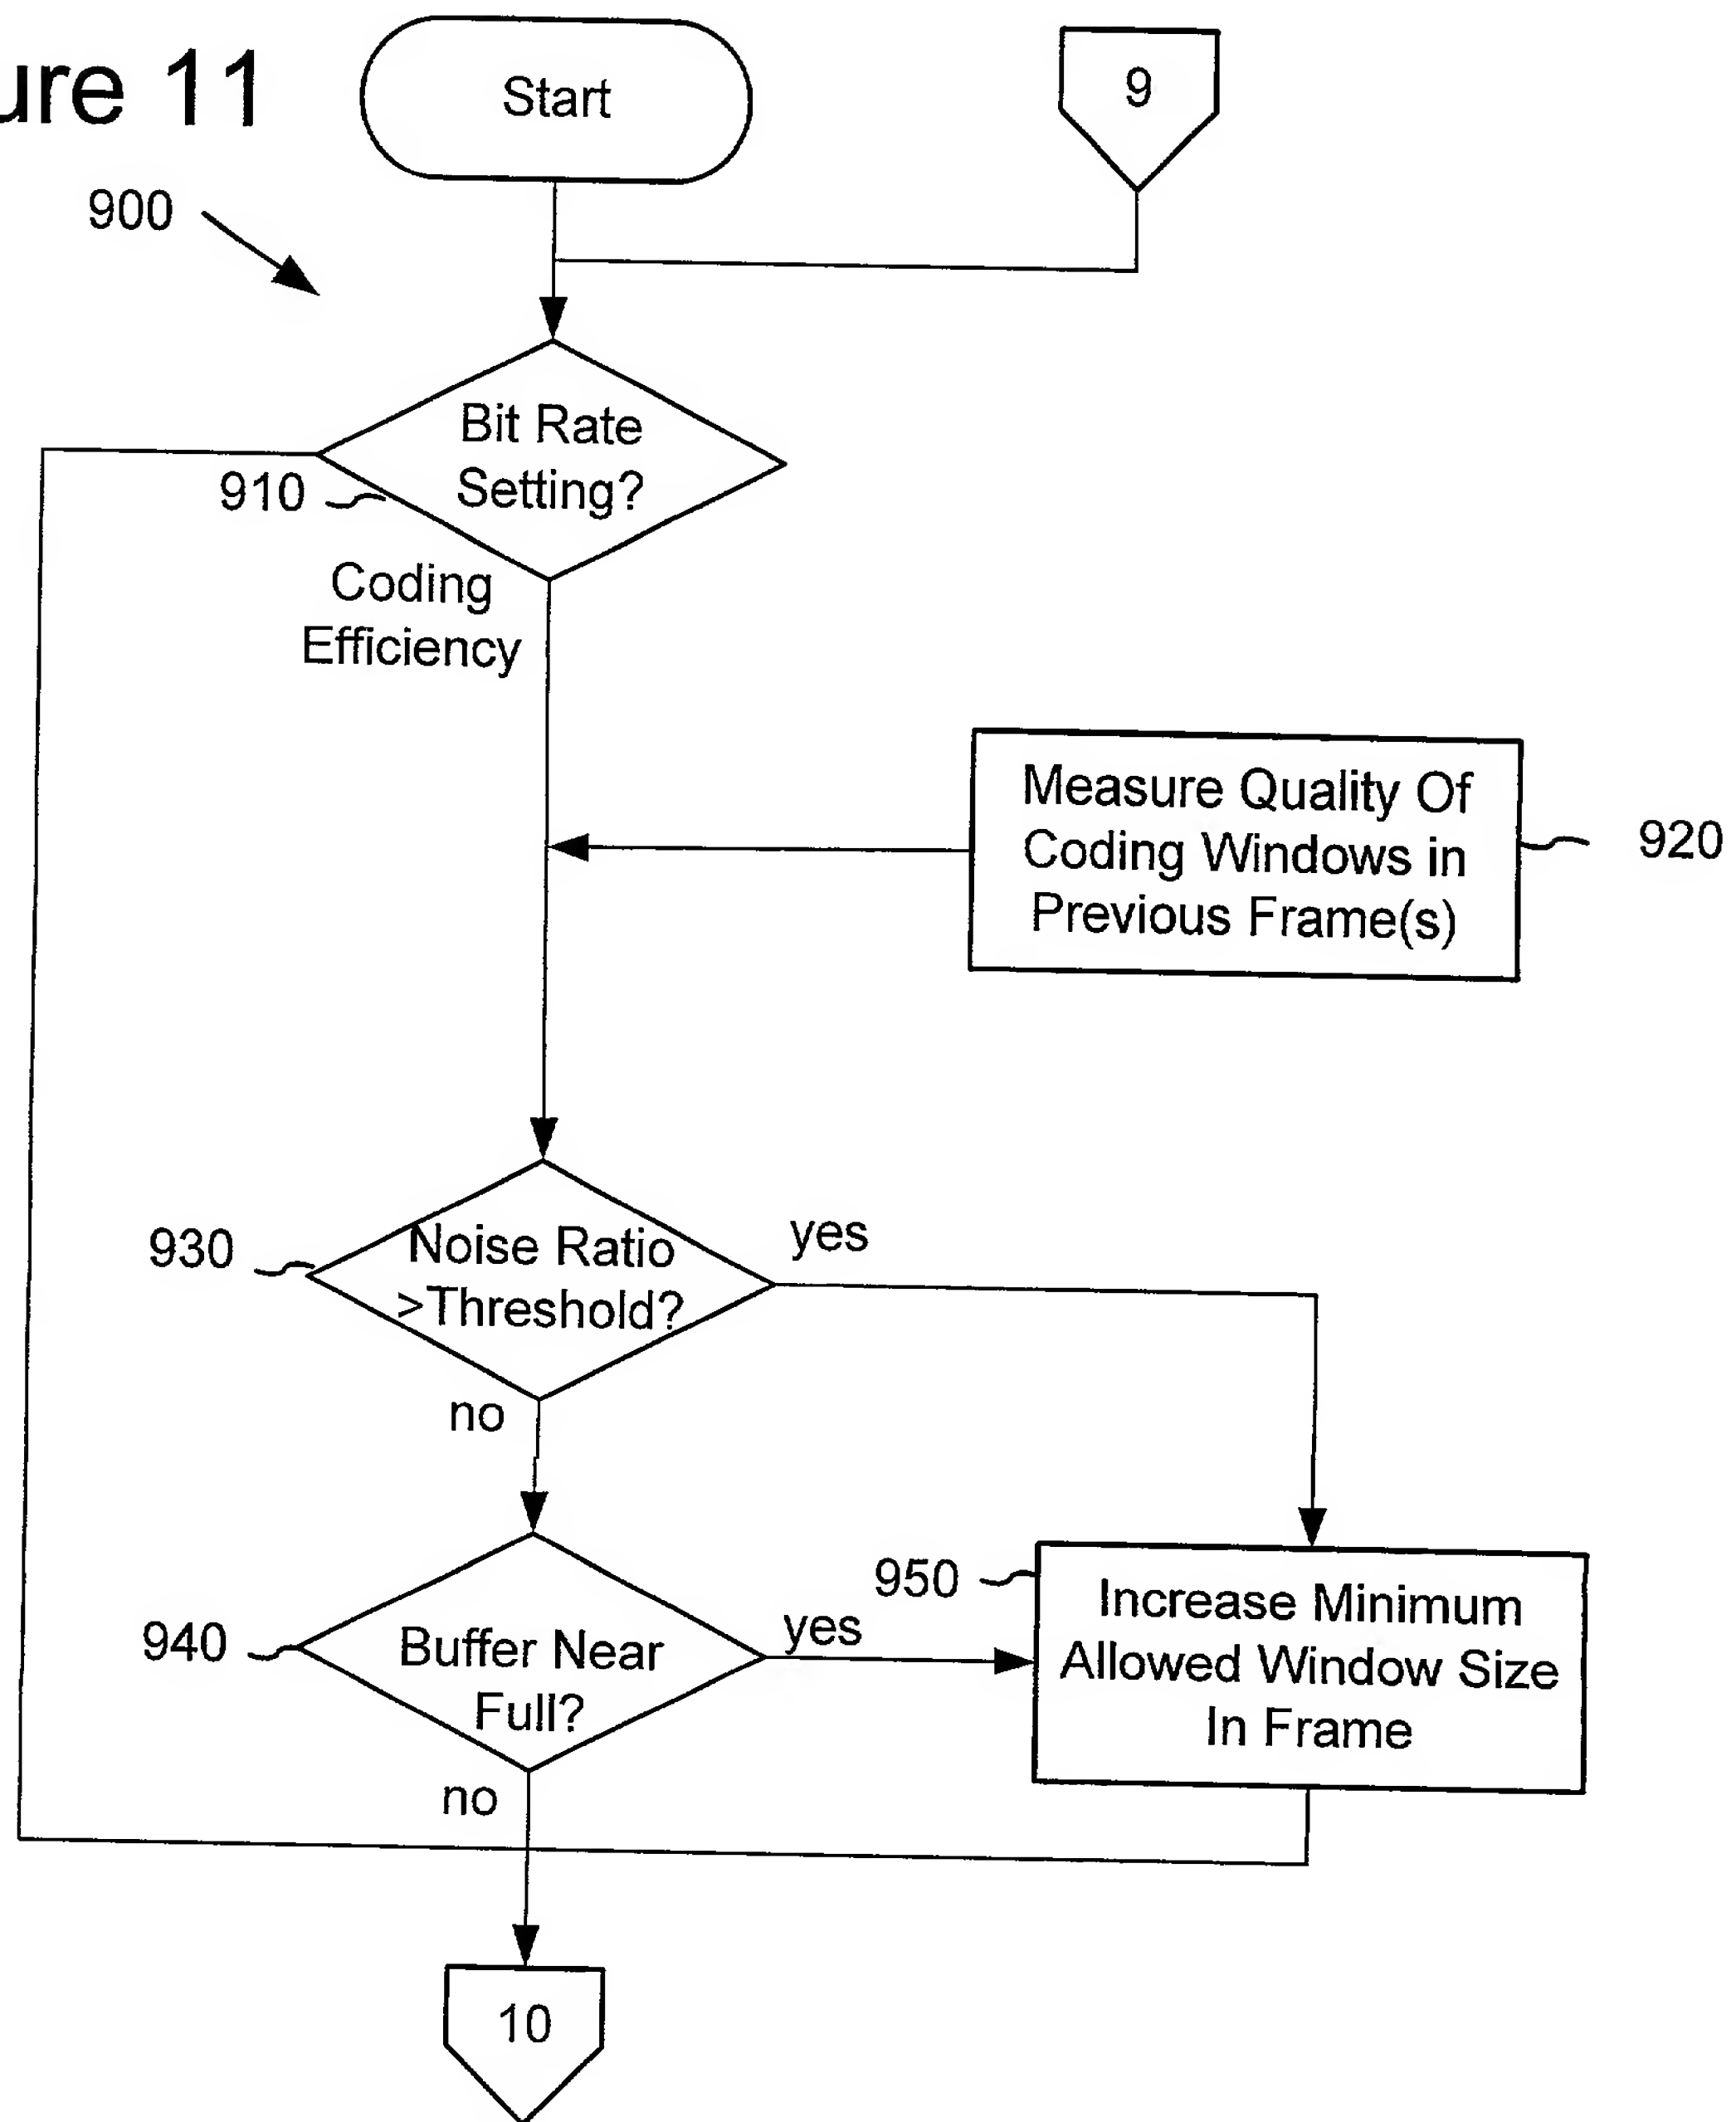 ure 11
Start
9
900
Bit Rate
Setting?
910
Coding
Efficiency
Measure Quality Of
Coding Windows in
Previous Frame(s)
920
930
Noise Ratio
>Threshold?
yes
no
940
Buffer Near
Full?
yes
950
Increase Minimum
Allowed Window Size
In Frame
no
10